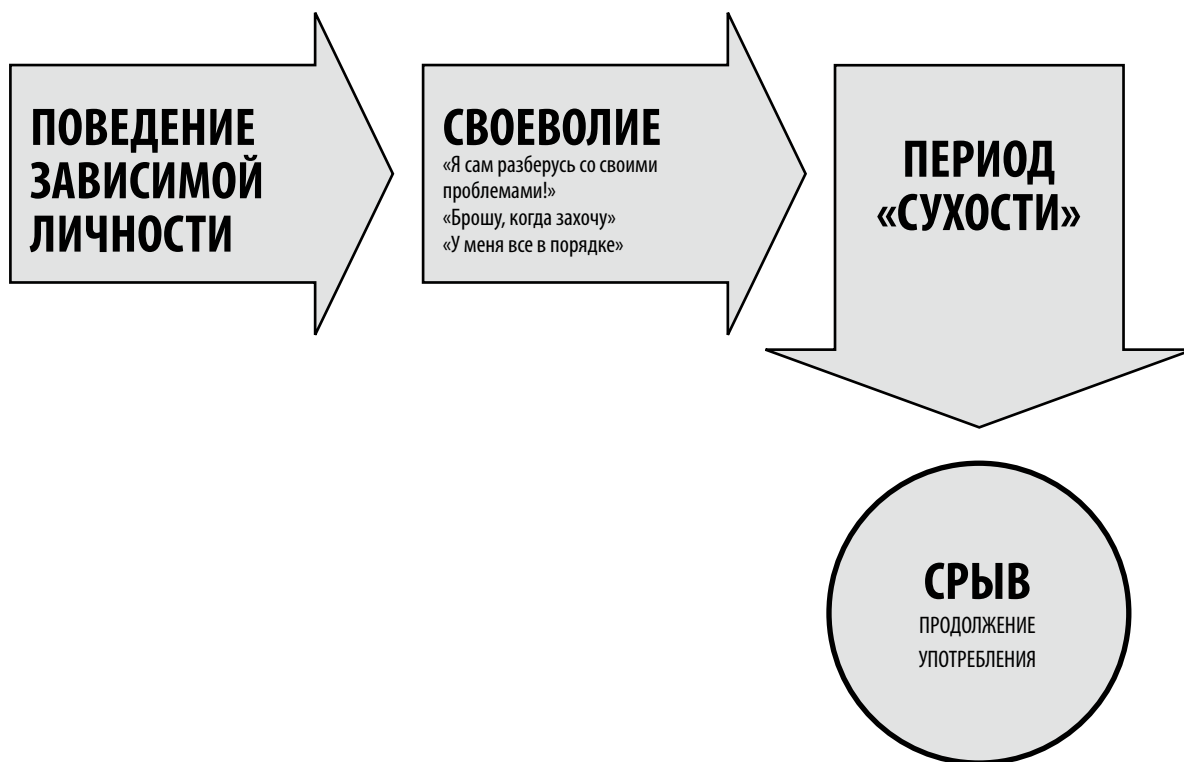 ПОВЕДЕНИЕ
ЗАВИСИМОЙ
ЛИЧНОСТИ
СВОЕВОЛИЕ
«Я сам разберусь со своими
проблемами!»
«Брошу, когда захочу»
«У меня все в порядке»
ПЕРИОД
«СУХОСТИ»
СРЫВ
ПРОДОЛЖЕНИЕ
УПОТРЕБЛЕНИЯ